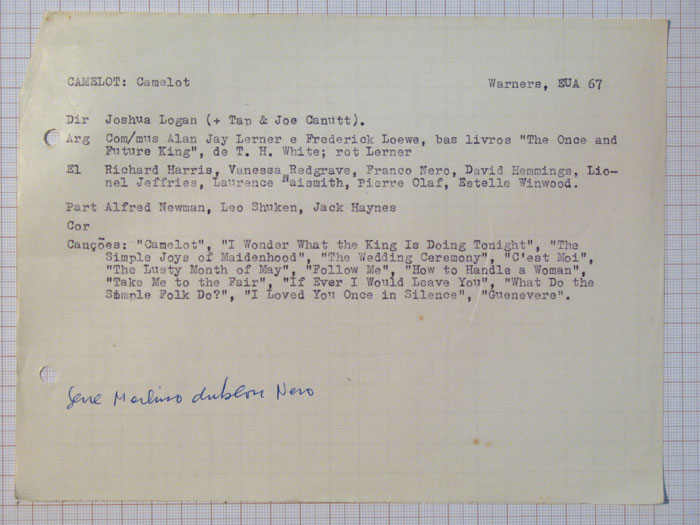 CAMELOT: Camelot Warners, EUA 67
Dir Joshua Logan (+ Tap & Joe Canutt).
Arg Com/mus Alan Jay Lerner e Frederick Loewe, bas livros "The Once and
Future King", de T. H. White; rot Lerner
El Richard Harris, Vanessa Redgrave, Franco Nero, David Hemmings, Lio-
nel Jeffries, Laurence Naismith, Pierre Olaf, Estelle Winwood.
Part Alfred Newman, Leo Shuken, Jack Haynes
Cor
Canções: "Camelot", "I Wonder What the King Is Doing Tonight", "The
Simple Joys of Maidenhood", "The Wedding Ceremony", "C'est Moi",
"The Lusty Month of May", "Follow Me", "How to Handle a Woman",
"Take Me to the Fair", "If Ever I Would Leave You", "What Do the
Simple Folk Do?", "I Loved You Once in Silence", "Guenevere".
Gene Merlino dublou Nero